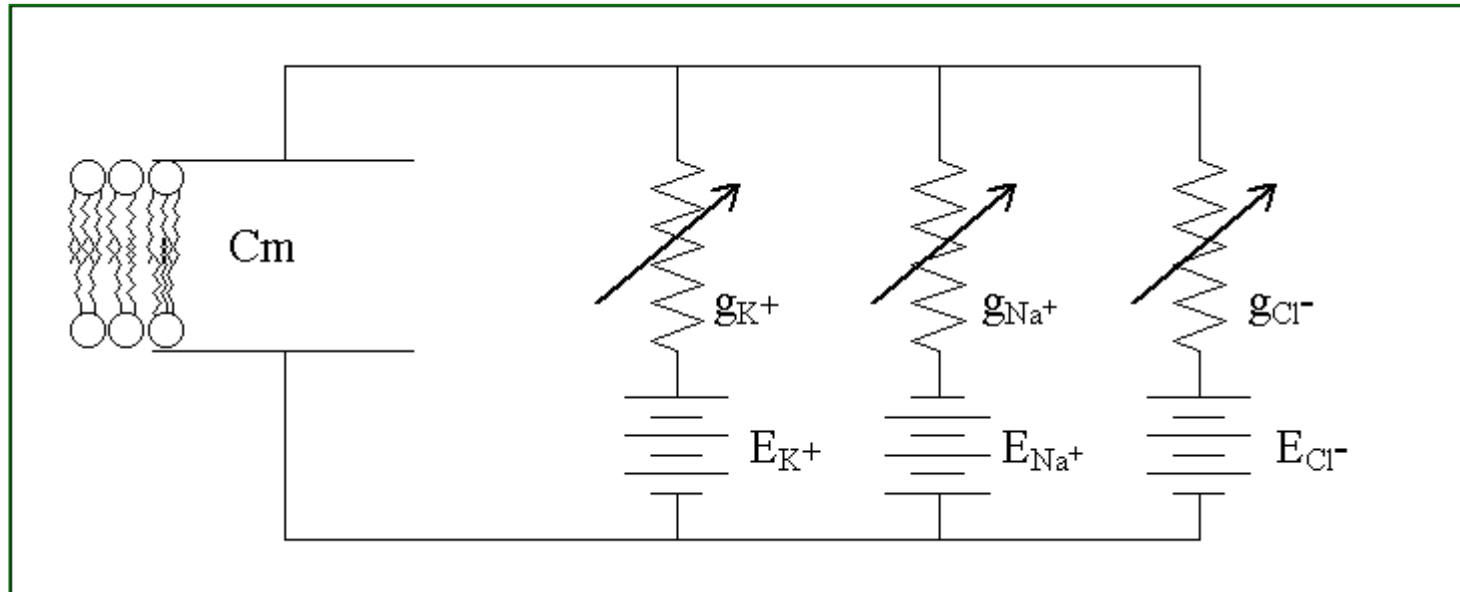 Cm
gK+
gNa+
gCl-
EK+
ENa+
ECl-